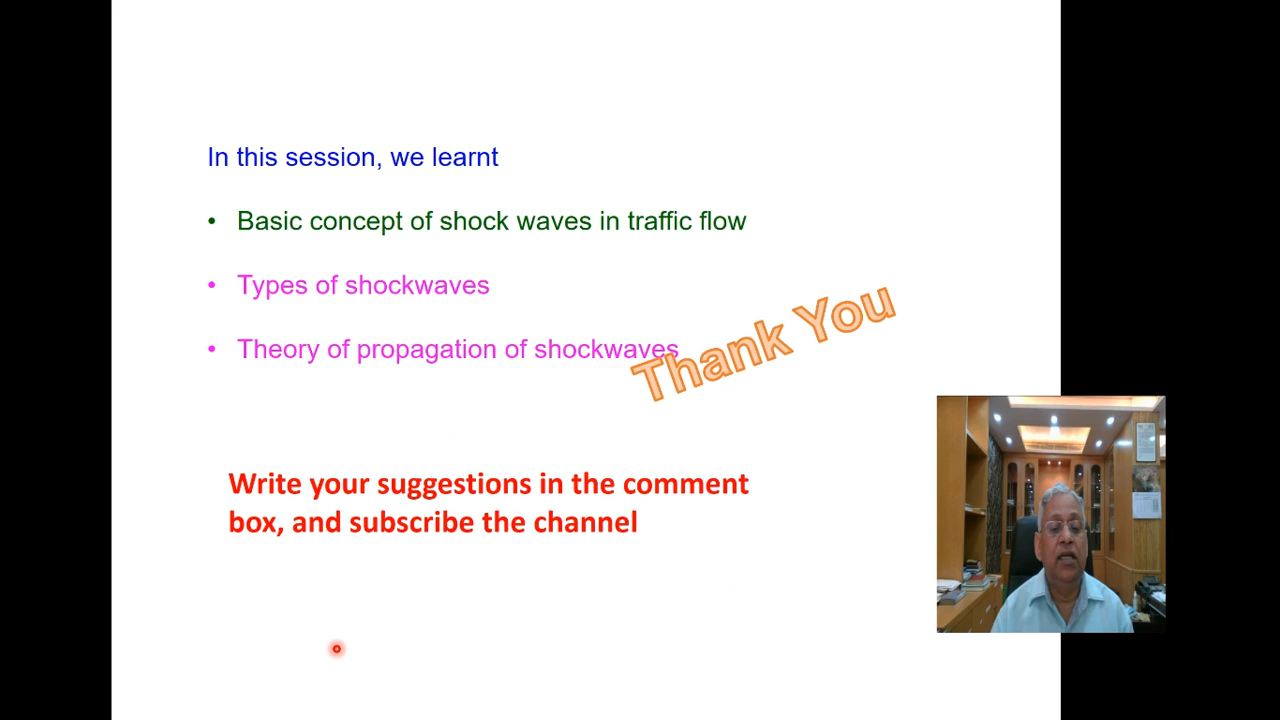 In this session, we learnt
• Basic concept of shock waves in traffic flow
• Types of shockwaves
• Theory of propagation of shockwaves
Thank You
Write your suggestions in the comment
box, and subscribe the channel